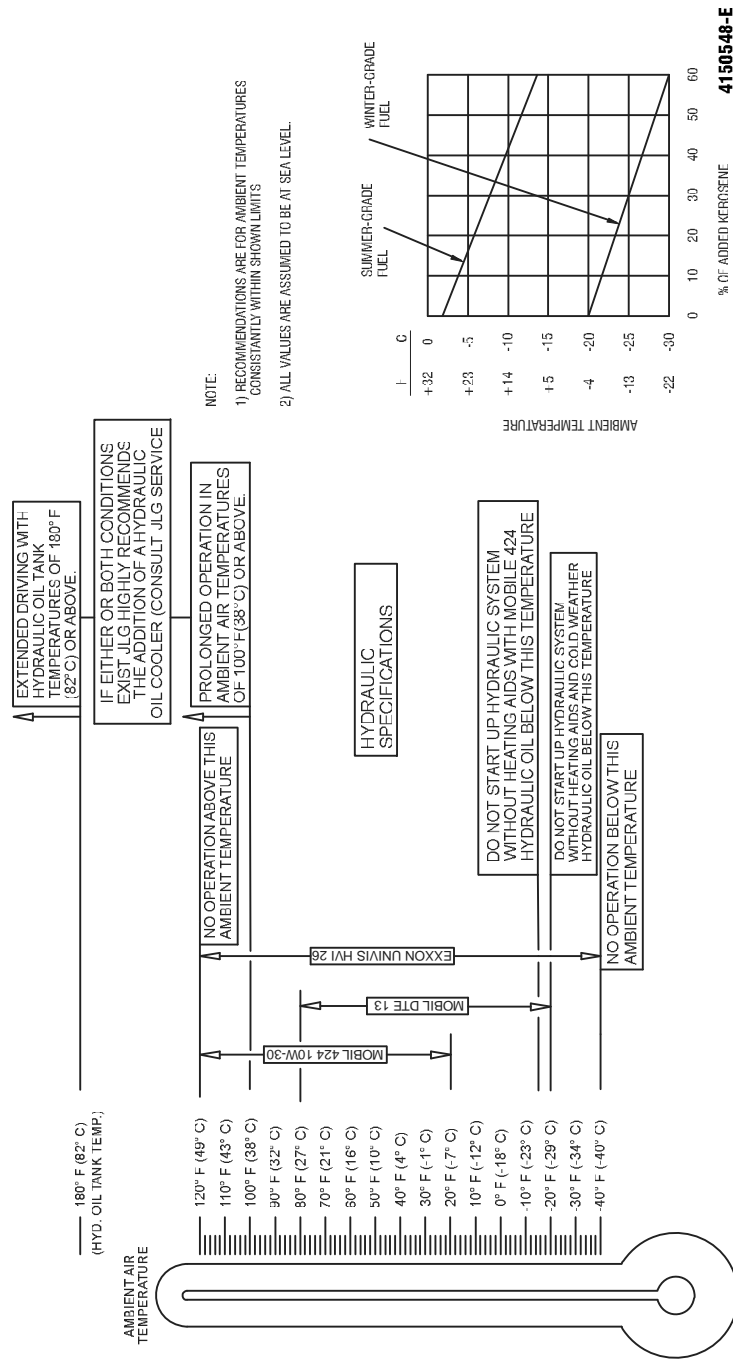 EXTENDED DRIVING WITH
HYDRAULIC OIL TANK
TEMPERATURES OF 180° F
(82°C) OR ABOVE.
IF EITHER OR BOTH CONDITIONS
EXIST JLG HIGHLY RECOMMENDS
THE ADDITION OF A HYDRAULIC
OIL COOLER (CONSULT JLG SERVICE
PROLONGED OPERATION IN
AMBIENT AIR TEMPERATURES
OF 100° F(38° C) OR ABOVE.
NO OPERATION ABOVE THIS
AMBIENT TEMPERATURE
HYDRAULIC
SPECIFICATIONS
DO NOT START UP HYDRAULIC SYSTEM
WITHOUT HEATING AIDS WITH MOBILE 424
HYDRAULIC OIL BELOW THIS TEMPERATURE
DO NOT START UP HYDRAULIC SYSTEM
WITHOUT HEATING AIDS AND COLD WEATHER
HYDRAULIC OIL BELOW THIS TEMPERATURE
NO OPERATION BELOW THIS
AMBIENT TEMPERATURE
EXXON UNIVIS HVI 26
MOBIL DTE 13
MOBIL 424 10W-30
AMBIENT AIR
TEMPERATURE
180° F (82° C)
(HYD. OIL TANK TEMP.)
120° F (49° C)
110° F (43° C)
100° F (38° C)
90° F (32° C)
80° F (27° C)
70° F (21° C)
60° F (16° C)
50° F (10° C)
40° F (4° C)
30° F (-1° C)
20° F (-7° C)
10° F (-12° C)
0° F (-18° C)
-10° F (-23° C)
-20° F (-29° C)
-30° F (-34° C)
-40° F (-40° C)
NOTE:
1) RECOMMENDATIONS ARE FOR AMBIENT TEMPERATURES
CONSISTANTLY WITHIN SHOWN LIMITS
2) ALL VALUES ARE ASSUMED TO BE AT SEA LEVEL.
SUMMER-GRADE
FUEL
WINTER-GRADE
FUEL
AMBIENT TEMPERATURE
F C
+32 0
+23 -5
+14 -10
+5 -15
-4 -20
-13 -25
-22 -30
0 10 20 30 40 50 60
% OF ADDED KEROSENE
4150548-E